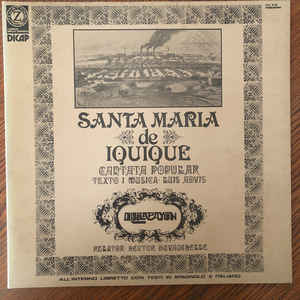 DICAP
SANTA MARIA
de
IQUIQUE
CANTATA POPULAR
TEXTO I MUSICA - LUIS ADVIS
QUILAPAYUN
RELATOR HECTOR DUVAUCHELLE
ALL'INTERNO LIBRETTO CON TESTI IN SPAGNOLO E ITALIANO